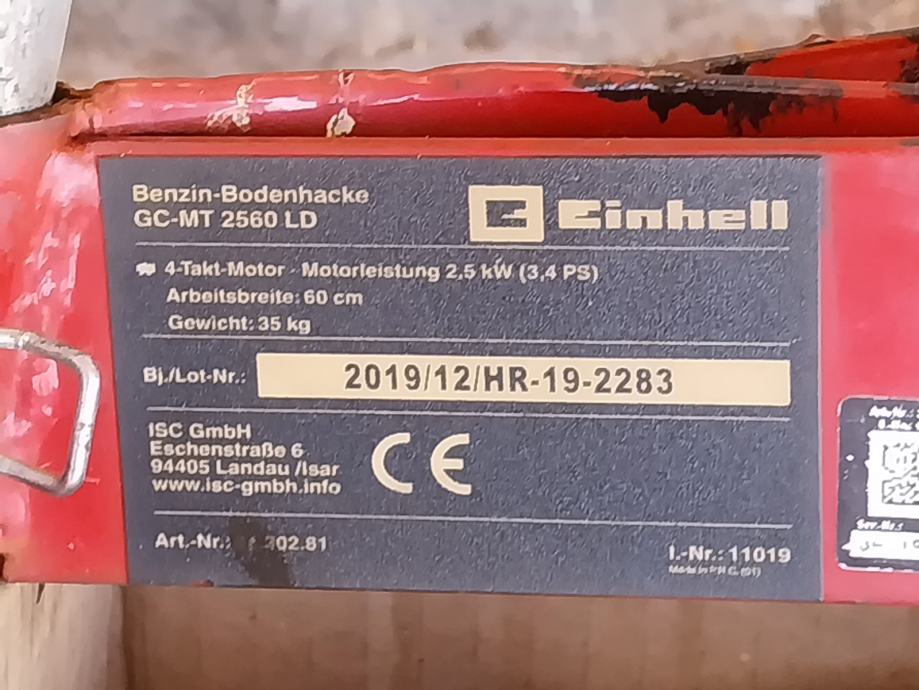 Benzin-Bodenhacke
GC-MT 2560 LD
Einhell
4-Takt-Motor · Motorleistung 2,5 kW (3,4 PS)
Arbeitsbreite: 60 cm
Gewicht: 35 kg
Bj./Lot-Nr.: 2019/12/HR-19-2283
ISC GmbH
Eschenstraße 6
94405 Landau /Isar
www.isc-gmbh.info
CE
Art.-Nr.: 302.81
I.-Nr.: 11019